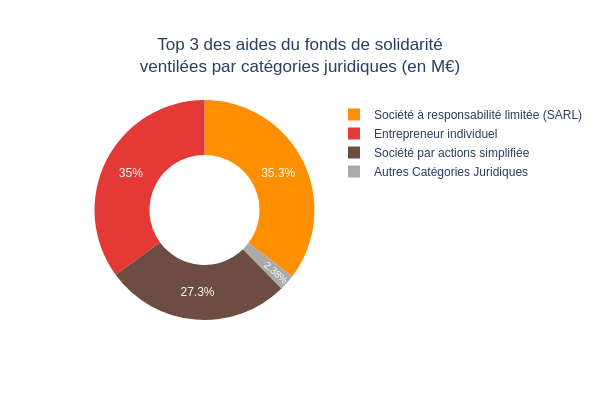 Top 3 des aides du fonds de solidarité
ventilées par catégories juridiques (en M€)
Société à responsabilité limitée (SARL)
Entrepreneur individuel
Société par actions simplifiée
Autres Catégories Juridiques
35%
35.3%
2.38%
27.3%